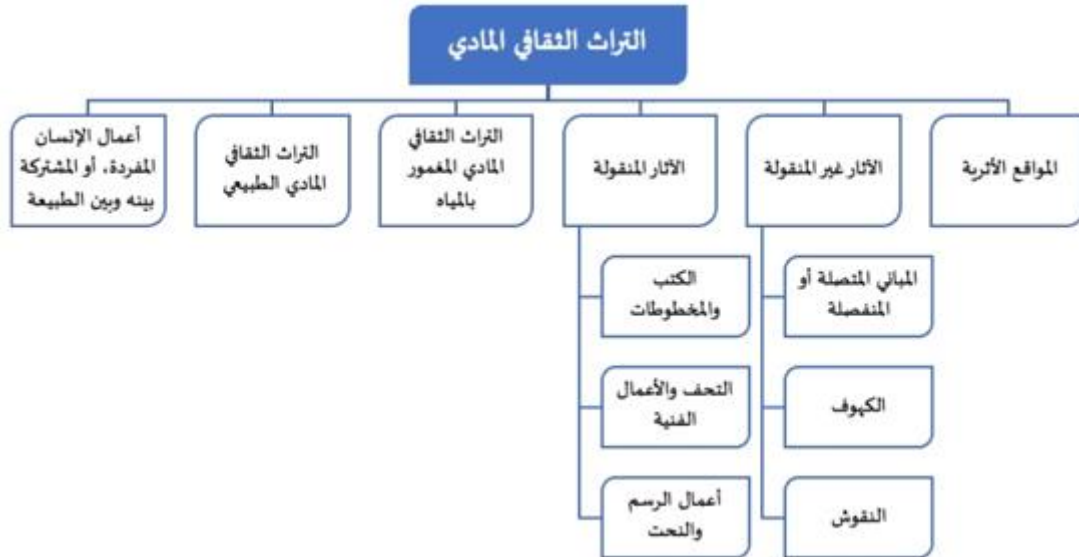 التراث الثقافي المادي
المواقع الأثرية
الآثار غير المنقولة
الآثار المنقولة
التراث الثقافي
المادي المغمور
بالمياه
التراث الثقافي
المادي الطبيعي
أعمال الإنسان
المفردة، أو المشتركة
بينه وبين الطبيعة
المباني المتصلة أو
المنفصلة
الكهوف
النقوش
الكتب
والمخطوطات
التحف والأعمال
الفنية
أعمال الرسم
والنحت